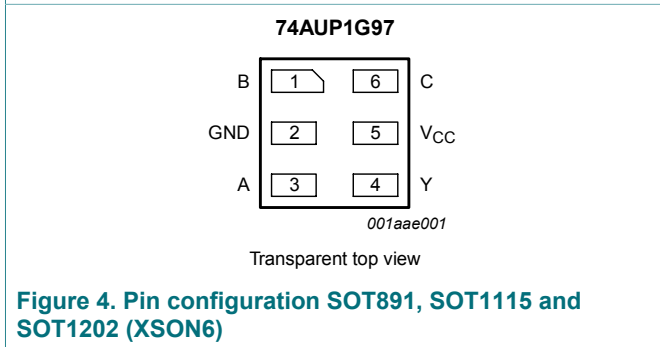 74AUP1G97
B 1 6 C
GND 2 5 VCC
A 3 4 Y
001aae001
Transparent top view
Figure 4. Pin configuration SOT891, SOT1115 and
SOT1202 (XSON6)